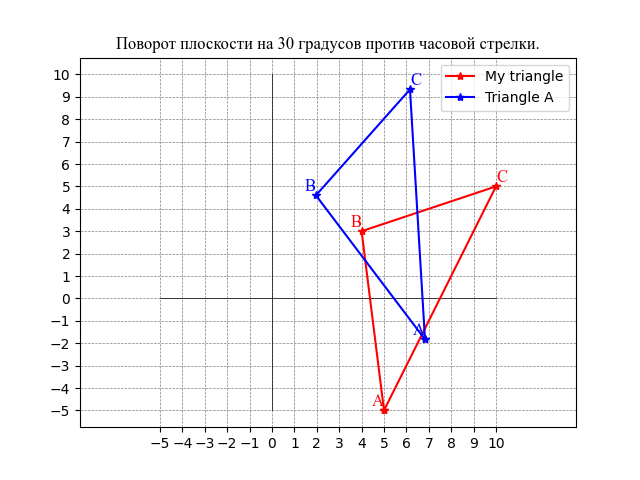 Поворот плоскости на 30 градусов против часовой стрелки.
My triangle
Triangle A
10
9
8
7
6
5
4
3
2
1
0
−1
−2
−3
−4
−5
C
B
C
B
A
A
−5 −4 −3 −2 −1 0 1 2 3 4 5 6 7 8 9 10